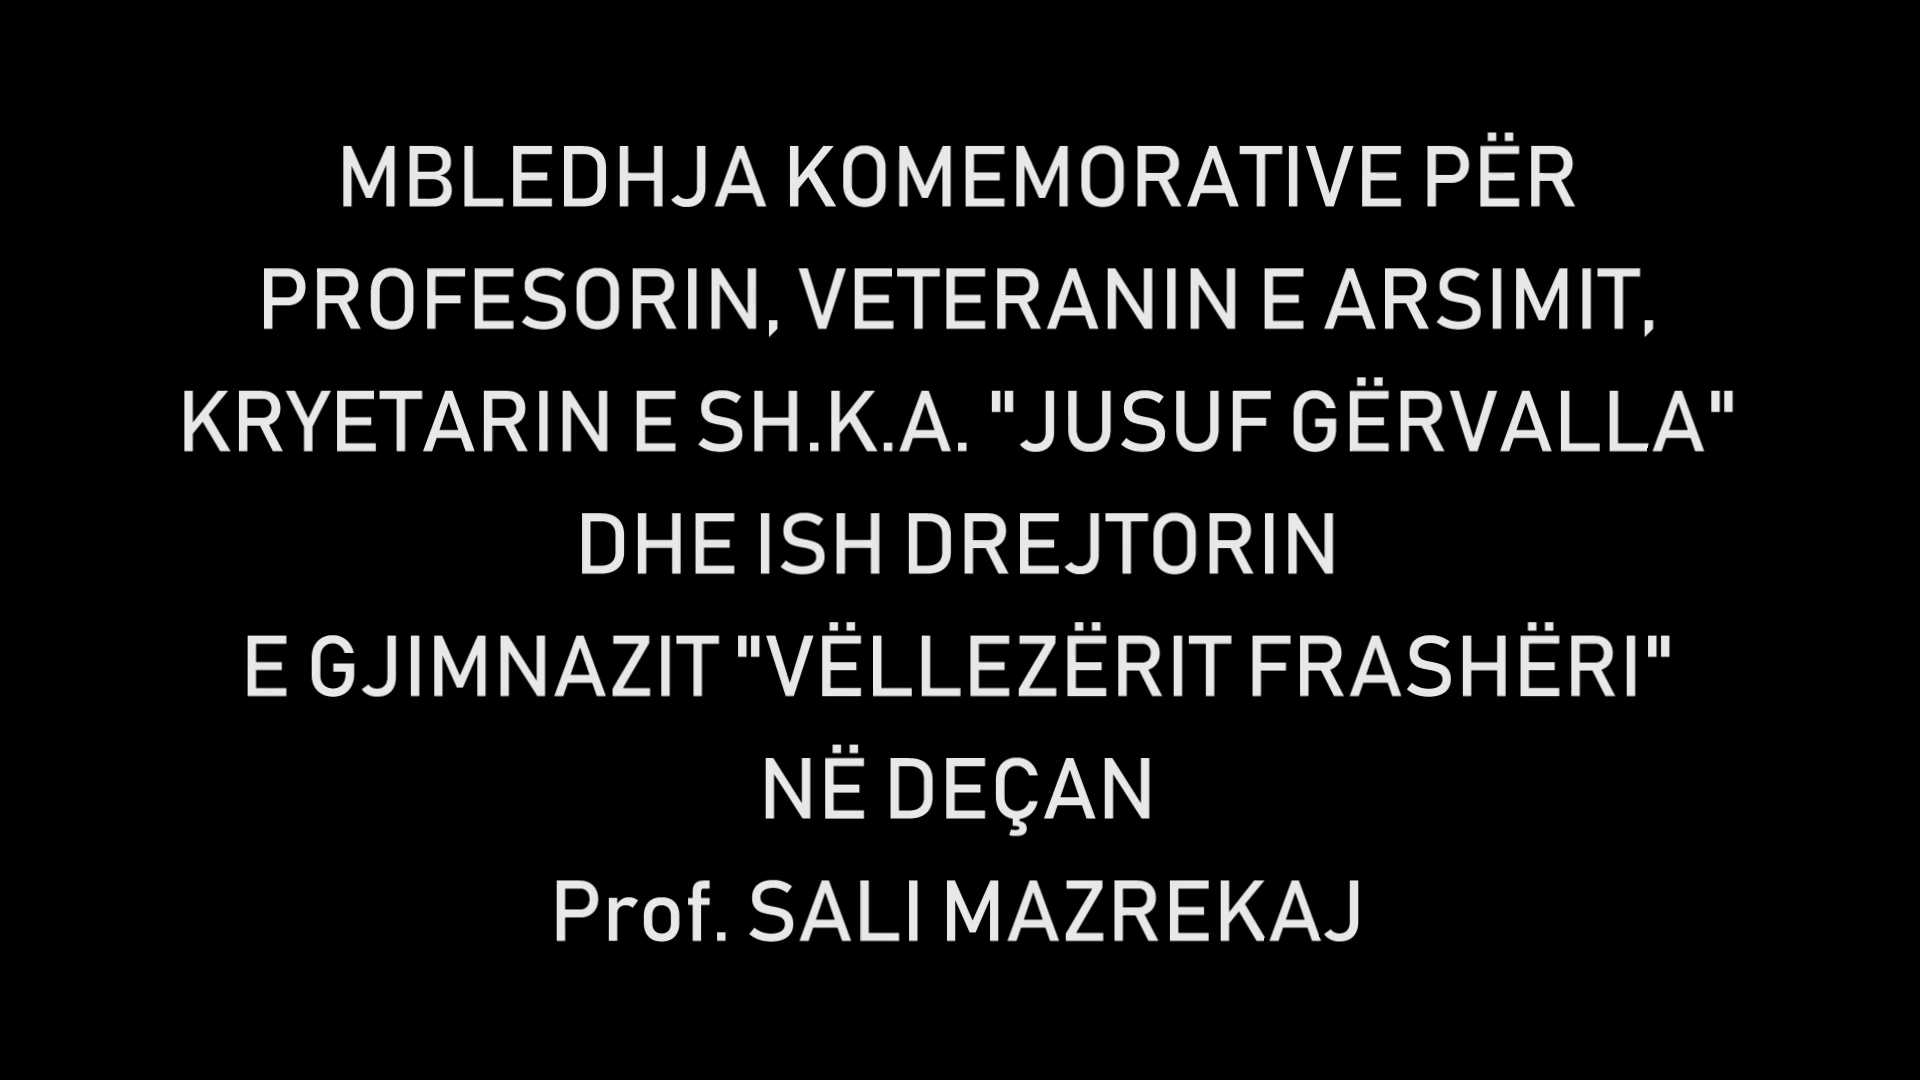 MBLEDHJA KOMEMORATIVE PËR
PROFESORIN, VETERANIN E ARSIMIT,
KRYETARIN E SH.K.A. "JUSUF GËRVALLA"
DHE ISH DREJTORIN
E GJIMNAZIT "VËLLEZËRIT FRASHËRI"
NË DEÇAN
Prof. SALI MAZREKAJ